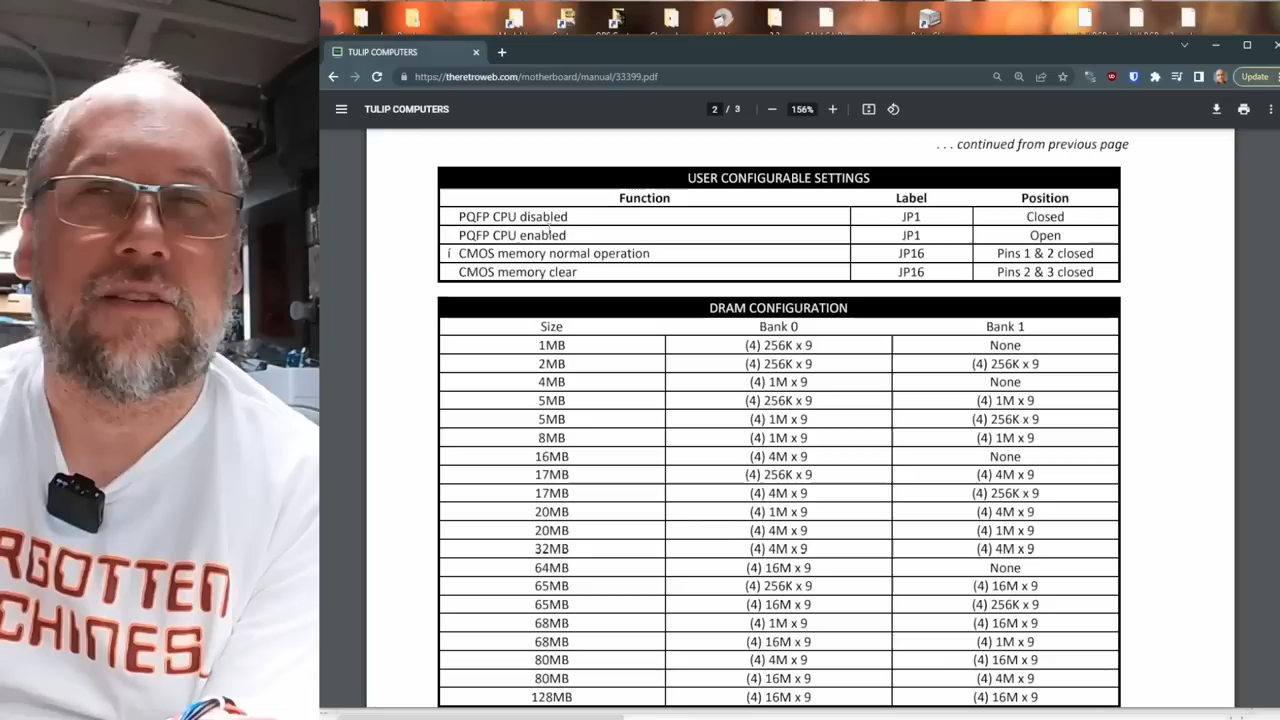 TULIP COMPUTERS
https://theretroweb.com/motherboard/manual/33399.pdf
Update
TULIP COMPUTERS
2 / 3
156%
. . . continued from previous page
USER CONFIGURABLE SETTINGS
Function Label Position
PQFP CPU disabled JP1 Closed
PQFP CPU enabled JP1 Open
í CMOS memory normal operation JP16 Pins 1 & 2 closed
CMOS memory clear JP16 Pins 2 & 3 closed
DRAM CONFIGURATION
Size Bank 0 Bank 1
1MB (4) 256K x 9 None
2MB (4) 256K x 9 (4) 256K x 9
4MB (4) 1M x 9 None
5MB (4) 256K x 9 (4) 1M x 9
5MB (4) 1M x 9 (4) 256K x 9
8MB (4) 1M x 9 (4) 1M x 9
16MB (4) 4M x 9 None
17MB (4) 256K x 9 (4) 4M x 9
17MB (4) 4M x 9 (4) 256K x 9
20MB (4) 1M x 9 (4) 4M x 9
20MB (4) 4M x 9 (4) 1M x 9
32MB (4) 4M x 9 (4) 4M x 9
64MB (4) 16M x 9 None
65MB (4) 256K x 9 (4) 16M x 9
65MB (4) 16M x 9 (4) 256K x 9
68MB (4) 1M x 9 (4) 16M x 9
68MB (4) 16M x 9 (4) 1M x 9
80MB (4) 4M x 9 (4) 16M x 9
80MB (4) 16M x 9 (4) 4M x 9
128MB (4) 16M x 9 (4) 16M x 9
RGOTTEN
CHINES